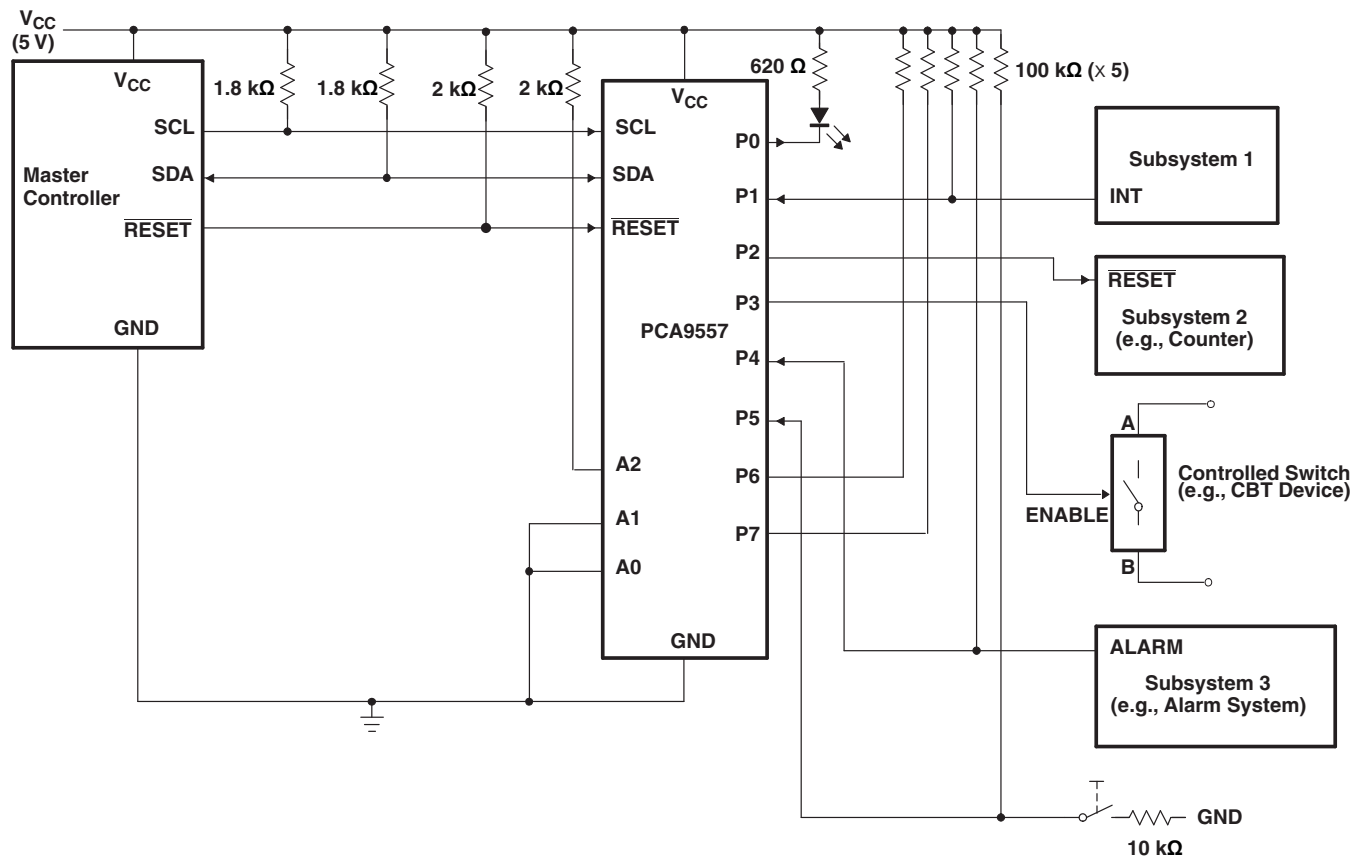 VCC
(5 V)
VCC
SCL
SDA
RESET
GND
Master
Controller
1.8 kΩ
1.8 kΩ
2 kΩ
2 kΩ
VCC
SCL
SDA
RESET
PCA9557
A2
A1
A0
GND
P0
P1
P2
P3
P4
P5
P6
P7
620 Ω
100 kΩ (x 5)
Subsystem 1
INT
RESET
Subsystem 2
(e.g., Counter)
A
Controlled Switch
(e.g., CBT Device)
ENABLE
B
ALARM
Subsystem 3
(e.g., Alarm System)
GND
10 kΩ